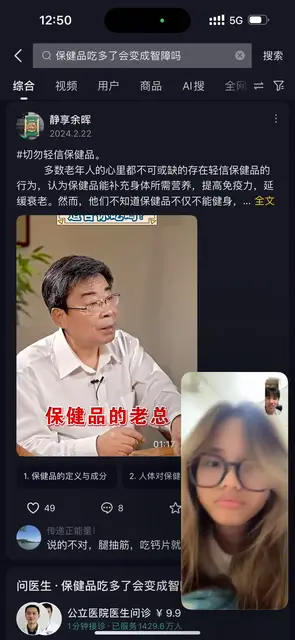 12:50
5G
91
保健品吃多了会变成智障吗
搜索
综合 视频 用户 商品 AI搜 全网
静享余晖
2024.2.22
#切勿轻信保健品。
多数老年人的心里都不可或缺的存在轻信保健品的
行为，认为保健品能补充身体所需营养，提高免疫力，延
缓衰老。然而，他们不知道保健品不仅不能健身，... 全文
保健品的老总
01:17
1. 保健品的定义与成分
2. 人体对保健
49
8
传递正能量！
说的不对，腿抽筋，吃钙片就
问医生 · 保健品吃多了会变成智障
公立医院医生问诊 ¥ 9.9
1分钟接诊 · 已服务1429.6万人